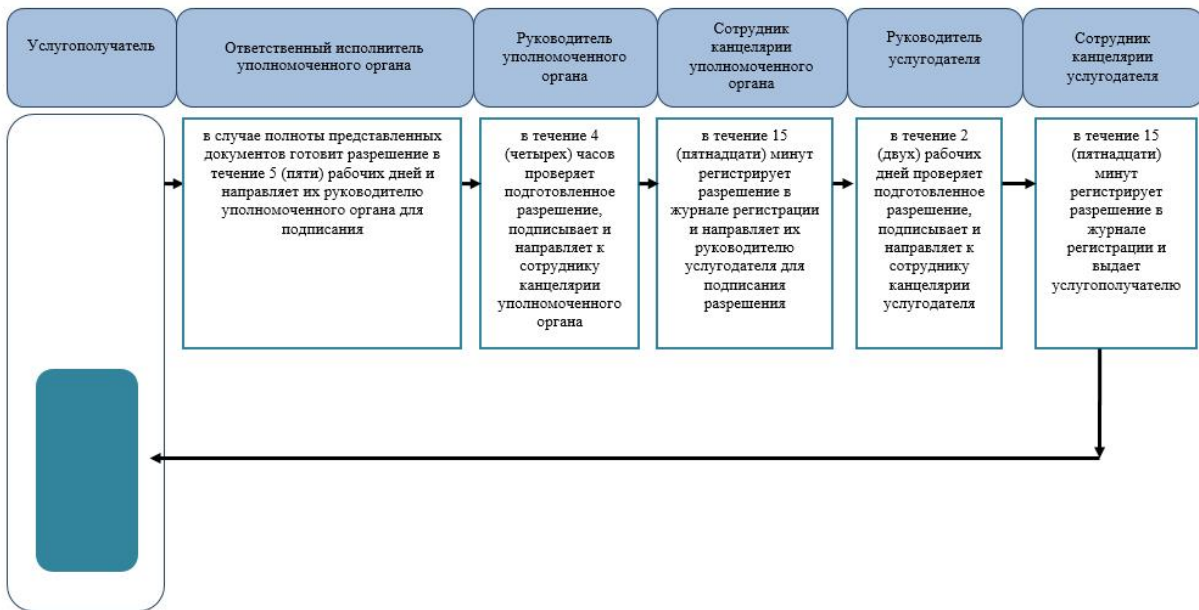 Услугополучатель
Ответственный исполнитель
уполномоченного органа
Руководитель
уполномоченного
органа
Сотрудник
канцелярии
уполномоченного
органа
Руководитель
услугодателя
Сотрудник
канцелярии
услугодателя
в случае полноты представленных
документов готовит разрешение в
течение 5 (пяти) рабочих дней и
направляет их руководителю
уполномоченного органа для
подписания
в течение 4
(четырех) часов
проверяет
подготовленное
разрешение,
подписывает и
направляет к
сотруднику
канцелярии
уполномоченного
органа
в течение 15
(пятнадцати) минут
регистрирует
разрешение в
журнале регистрации
и направляет их
руководителю
услугодателя для
подписания
разрешения
в течение 2
(двух) рабочих
дней проверяет
подготовленное
разрешение,
подписывает и
направляет к
сотруднику
канцелярии
услугодателя
в течение 15
(пятнадцати)
минут
регистрирует
разрешение в
журнале
регистрации и
выдает
услугополучателю